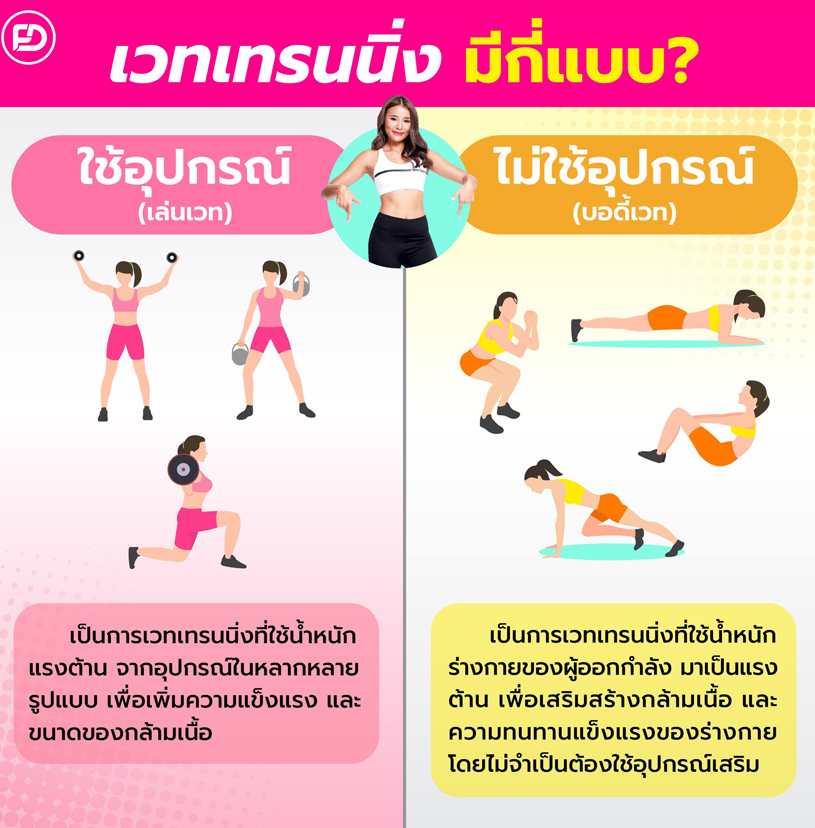 FD
เวทเทรนนิ่ง มีกี่แบบ?
ใช้อุปกรณ์
(เล่นเวท)
ไม่ใช้อุปกรณ์
(บอดี้เวท)
เป็นการเวทเทรนนิ่งที่ใช้น้ำหนัก
แรงต้าน จากอุปกรณ์ในหลากหลาย
รูปแบบ เพื่อเพิ่มความแข็งแรง และ
ขนาดของกล้ามเนื้อ
เป็นการเวทเทรนนิ่งที่ใช้น้ำหนัก
ร่างกายของผู้ออกกำลัง มาเป็นแรง
ต้าน เพื่อเสริมสร้างกล้ามเนื้อ และ
ความทนทานแข็งแรงของร่างกาย
โดยไม่จำเป็นต้องใช้อุปกรณ์เสริม